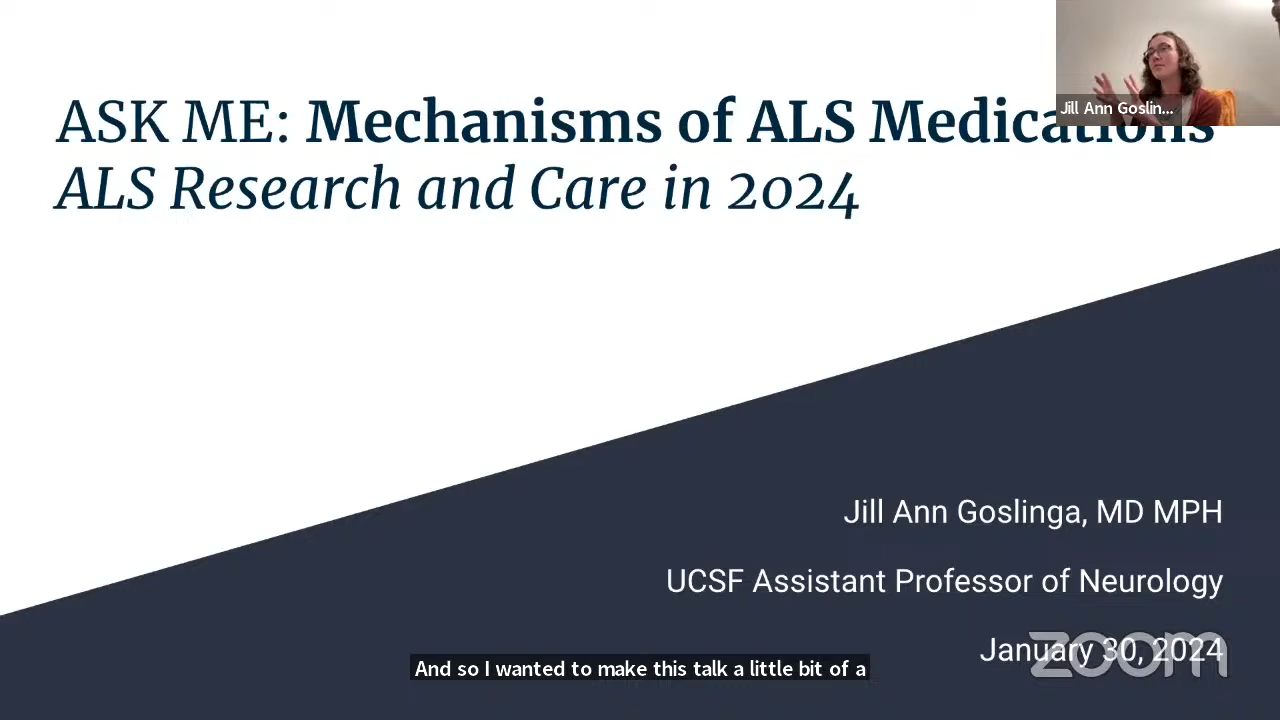 ASK ME: Mechanisms of ALS Medications
ALS Research and Care in 2024
Jill Ann Goslin...
Jill Ann Goslinga, MD MPH
UCSF Assistant Professor of Neurology
January 30, 2024
zoom
And so I wanted to make this talk a little bit of a